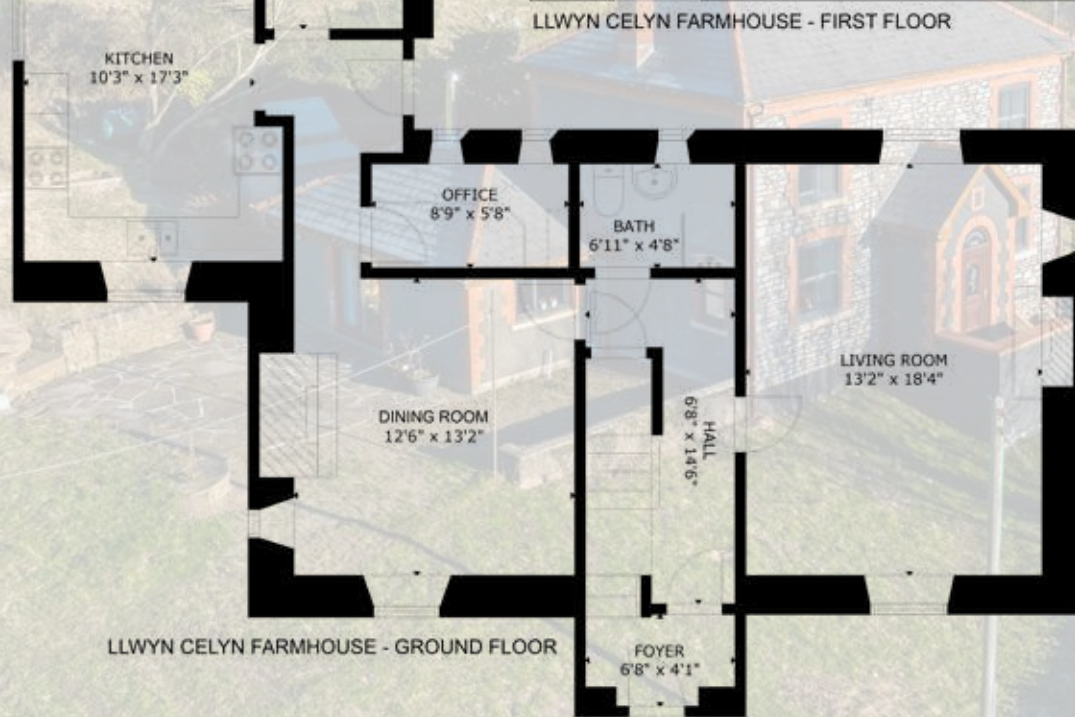 LLWYN CELYN FARMHOUSE - FIRST FLOOR
KITCHEN
10'3" x 17'3"
OFFICE
8'9" x 5'8"
BATH
6'11" x 4'8"
LIVING ROOM
13'2" x 18'4"
DINING ROOM
12'6" x 13'2"
HALL
6'8" x 14'6"
LLWYN CELYN FARMHOUSE - GROUND FLOOR
FOYER
6'8" x 4'1"